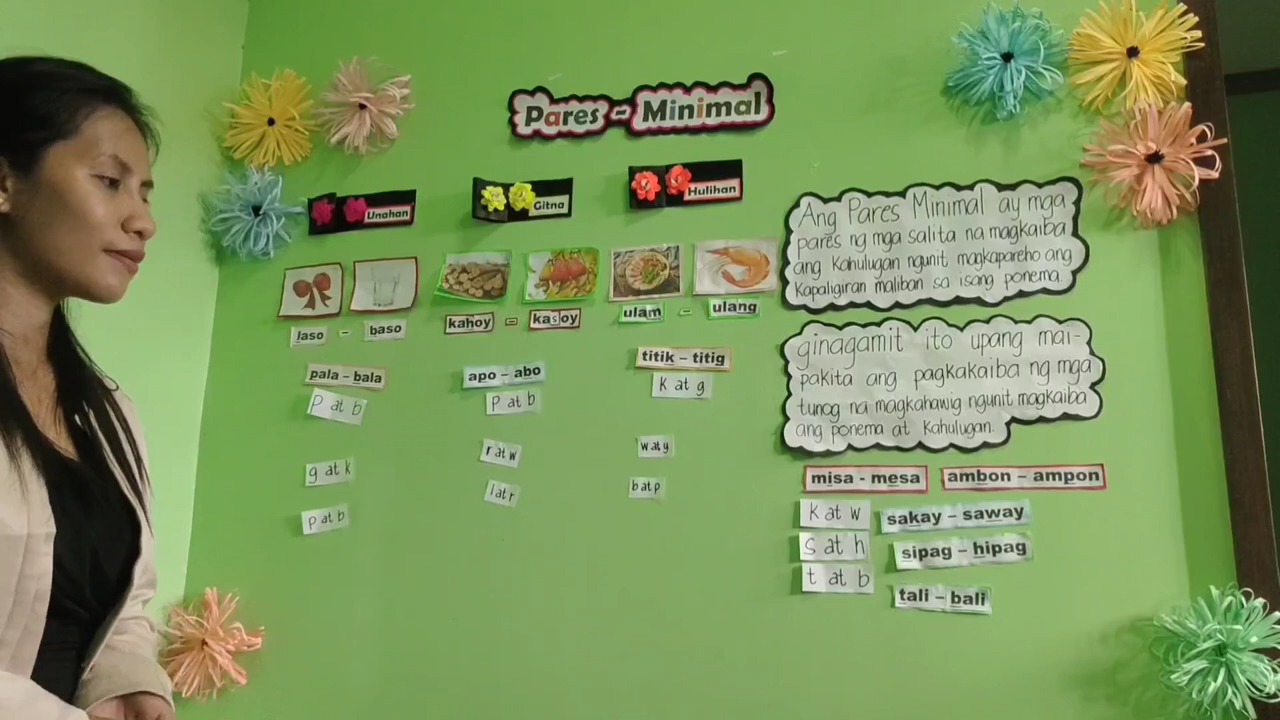 Pares - Minimal
Unahan
Gitna
Hulihan
laso - baso
kahoy - kasoy
ulam - ulang
pala – bala
P at b
g at k
p at b
apo – abo
P at b
r at w
l at r
titik – titig
K at g
w at y
b at p
Ang Pares Minimal ay mga
pares ng mga salita na magkaiba
ang kahulugan ngunit magkapareho ang
kapaligiran maliban sa isang ponema.
ginagamit ito upang mai-
pakita ang pagkakaiba ng mga
tunog na magkahawig ngunit magkaiba
ang ponema at kahulugan.
misa - mesa
ambon – ampon
K at w
sakay – saway
s at h
sipag – hipag
t at b
tali – bali